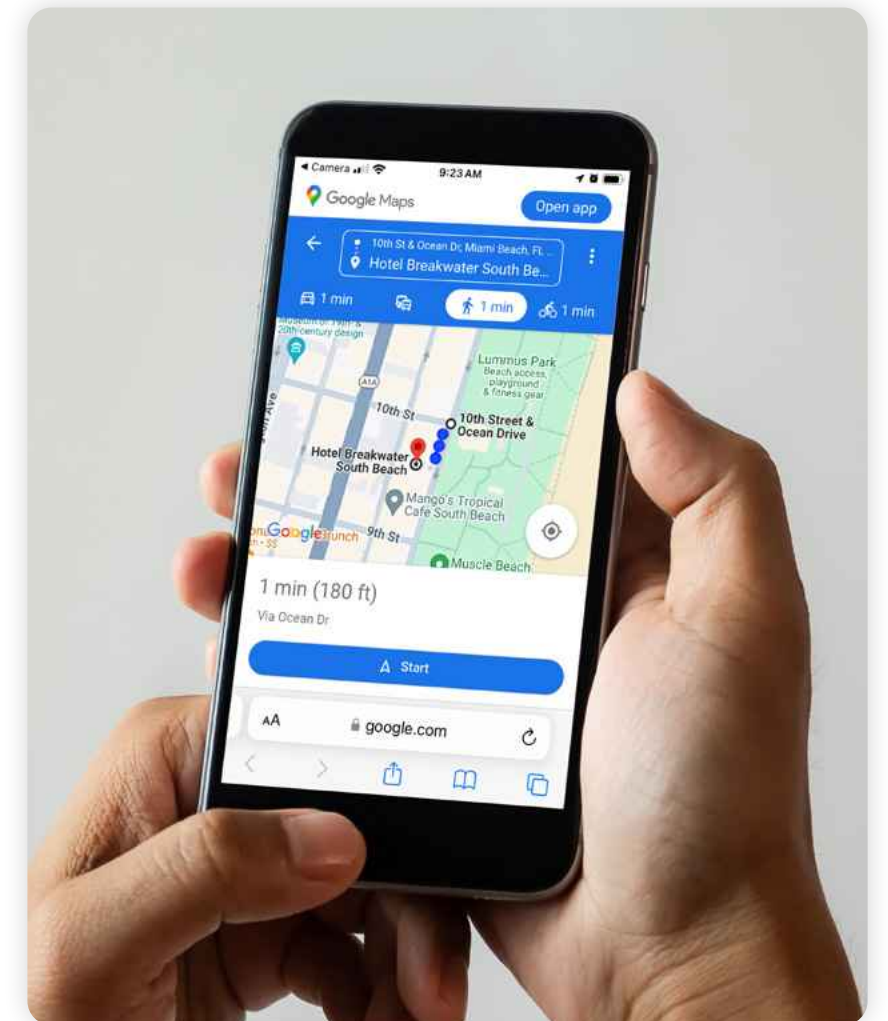 Camera
9:23 AM
Google Maps
Open app
10th St & Ocean Dr, Miami Beach, FL ...
Hotel Breakwater South Be...
1 min
1 min
1 min
Museum of 19th &
20th-century design
Lummus Park
Beach access,
playground
& fitness gear
A1A
10th St
10th Street &
Ocean Drive
Hotel Breakwater
South Beach
Mango's Tropical
Cafe South Beach
Google
9th St
Muscle Beach
1 min (180 ft)
Via Ocean Dr
Start
AA
google.com